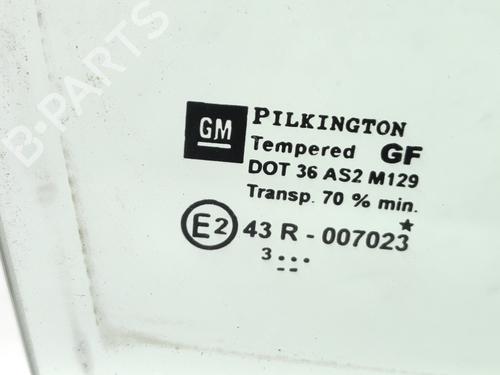 B-PARTS
GM
PILKINGTON
Tempered GF
DOT 36 AS2 M129
Transp. 70 % min.
E2 43 R - 007023
3